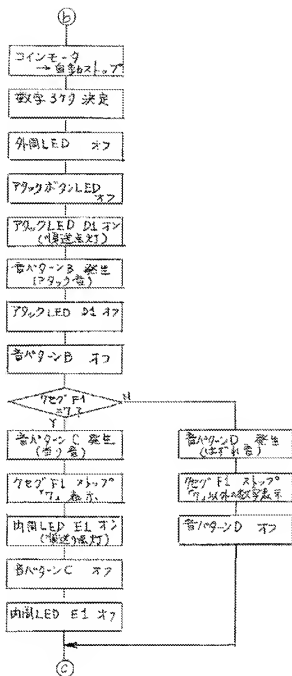 b
コインモータ
→自動ストップ
数字3ケタ 決定
外周LED オフ
アタックボタンLED
オフ
アタックLED D1 オン
(順送点灯)
音パターンB 発生
(アタック音)
アタックLED D1 オフ
音パターンB オフ
7セグ F1
=7?
N
Y
音パターンC 発生
(当り音)
7セグ F1 ストップ
「7」表示
内周LED E1 オン
(順送り点灯)
音パターンC オフ
内周LED E1 オフ
音パターンD 発生
(はずれ音)
7セグ F1 ストップ
「7」以外の数字表示
音パターンD オフ
c